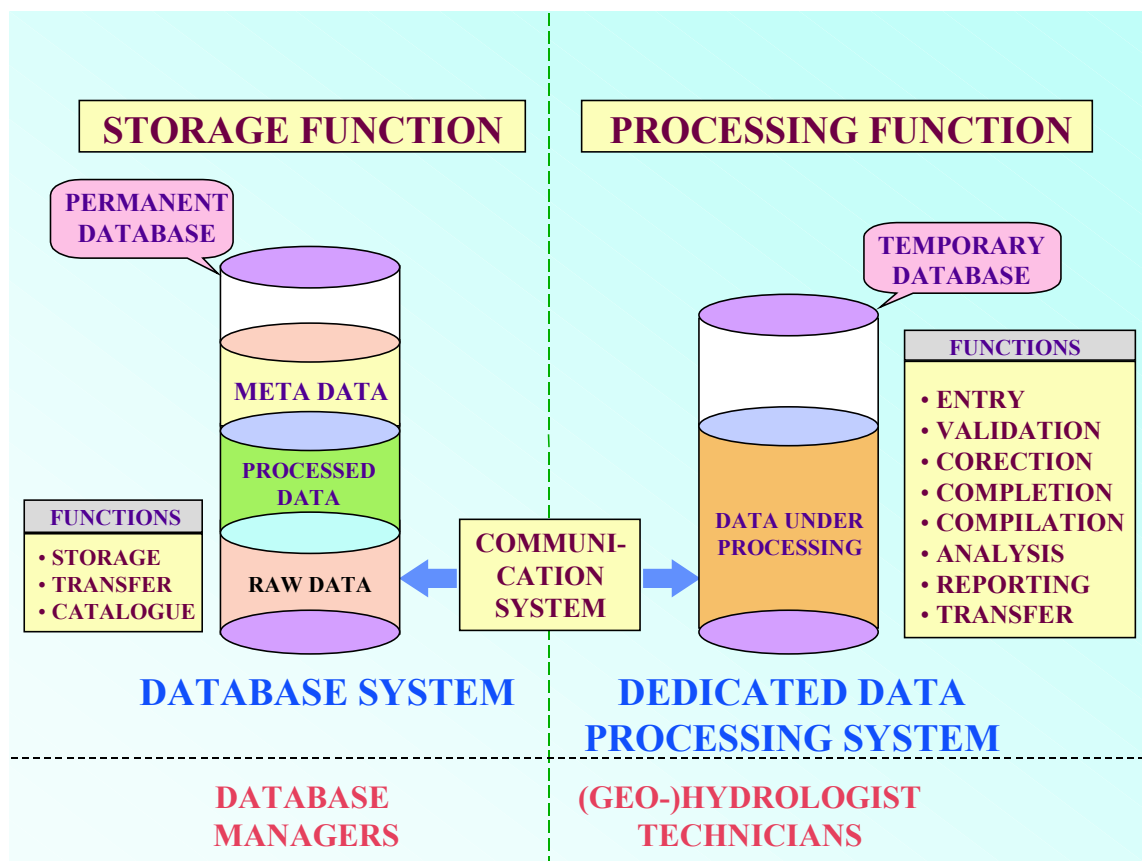 STORAGE FUNCTION
PERMANENT
DATABASE
META DATA
PROCESSED
DATA
RAW DATA
FUNCTIONS
• STORAGE
• TRANSFER
• CATALOGUE
DATABASE SYSTEM
DATABASE
MANAGERS
COMMUNI-
CATION
SYSTEM
PROCESSING FUNCTION
TEMPORARY
DATABASE
DATA UNDER
PROCESSING
FUNCTIONS
• ENTRY
• VALIDATION
• CORECTION
• COMPLETION
• COMPILATION
• ANALYSIS
• REPORTING
• TRANSFER
DEDICATED DATA
PROCESSING SYSTEM
(GEO-)HYDROLOGIST
TECHNICIANS